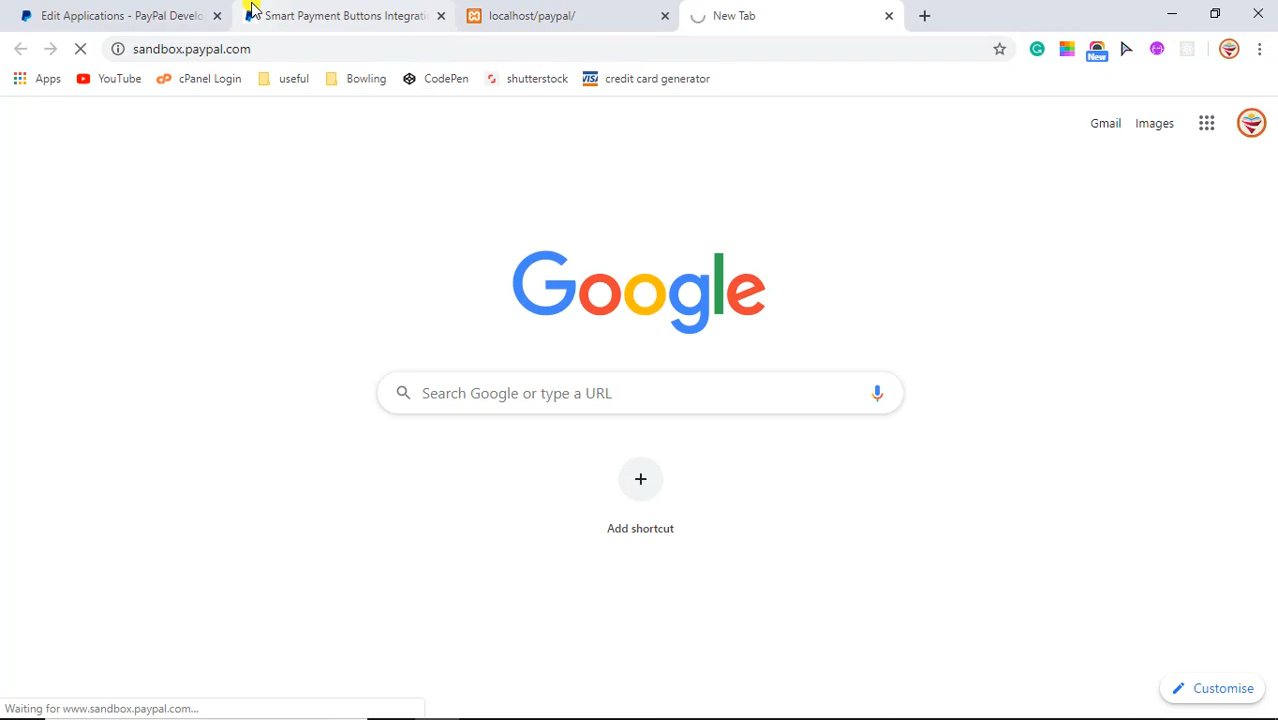 Edit Applications - PayPal Develo
Smart Payment Buttons Integrati
localhost/paypal/
New Tab
sandbox.paypal.com
New
Apps
YouTube
cPanel Login
useful
Bowling
CodePen
shutterstock
VISA credit card generator
Gmail
Images
Google
Search Google or type a URL
Add shortcut
Customise
Waiting for www.sandbox.paypal.com...